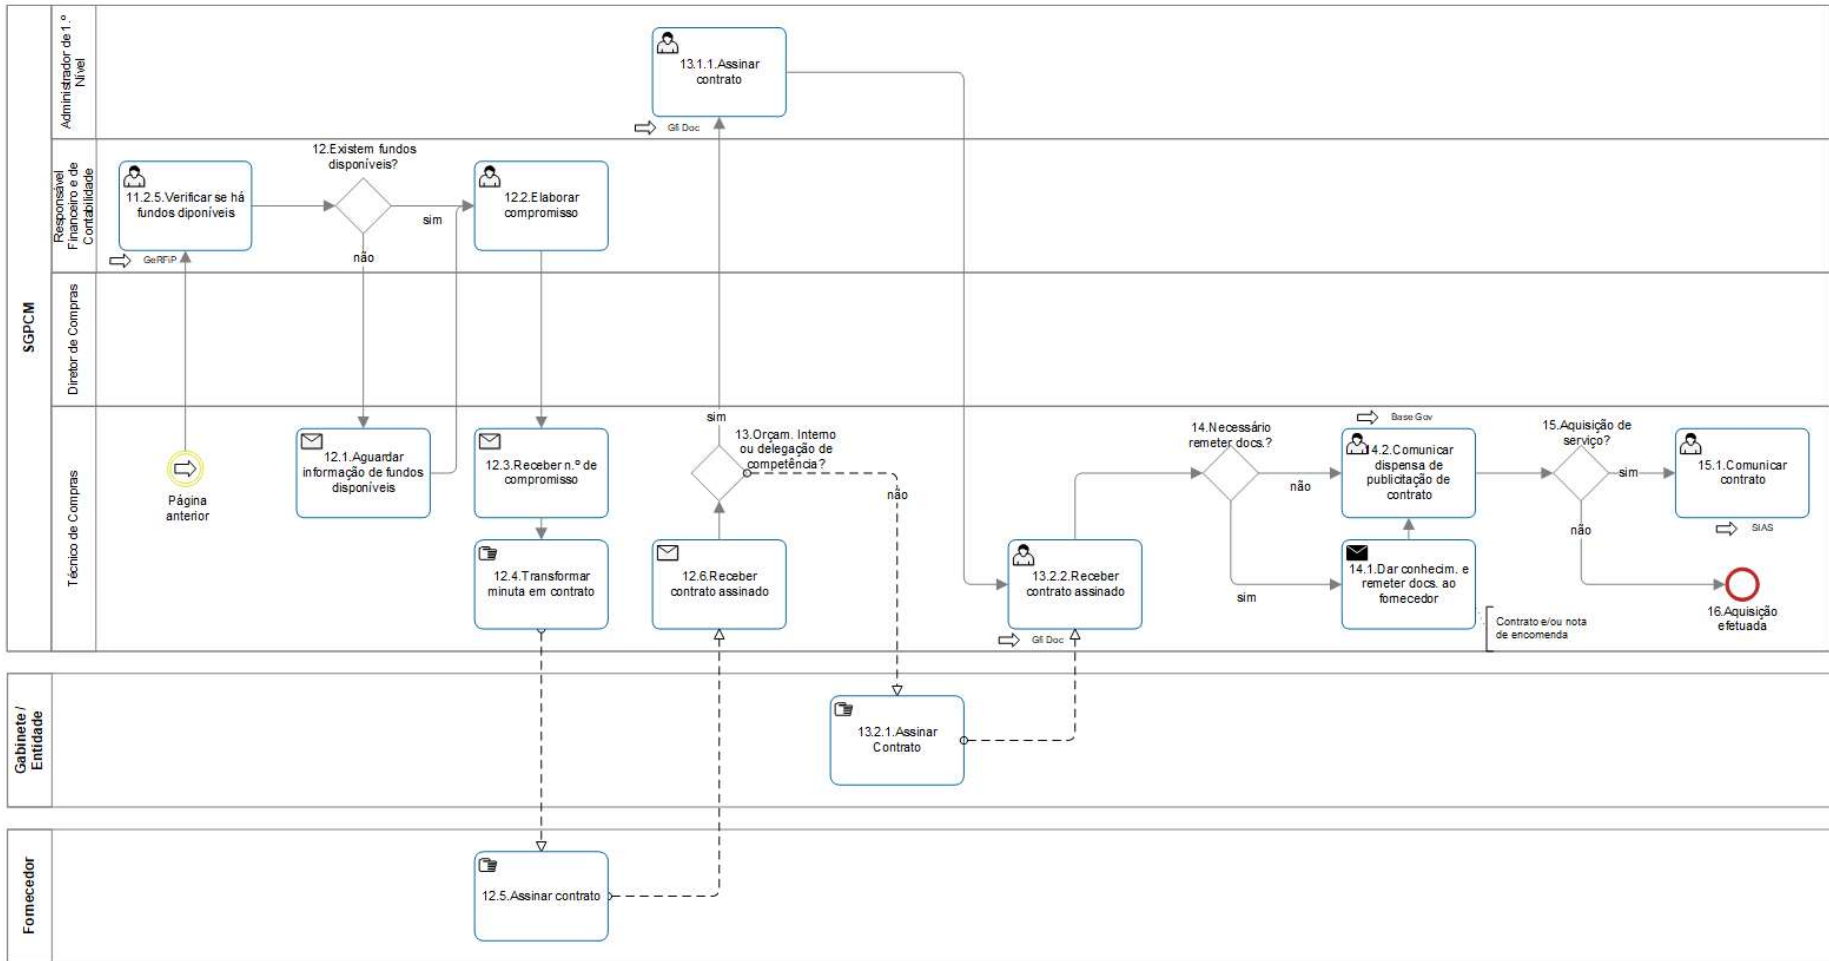 SGPCM
Administrador de 1.º
Nível
13.1.1.Assinar
contrato
Gfi Doc
Responsável
Financeiro e de
Contabilidade
11.2.5.Verificar se há
fundos diponíveis
GeRFiP
12.Existem fundos
disponíveis?
sim
não
12.2.Elaborar
compromisso
Diretor de Compras
Técnico de Compras
Página
anterior
12.1.Aguardar
informação de fundos
disponíveis
12.3.Receber n.º de
compromisso
12.4.Transformar
minuta em contrato
12.6.Receber
contrato assinado
sim
13.Orçam. Interno
ou delegação de
competência?
não
13.2.2.Receber
contrato assinado
Gfi Doc
14.Necessário
remeter docs.?
não
sim
Base Gov
14.2.Comunicar
dispensa de
publicitação de
contrato
14.1.Dar conhecim. e
remeter docs. ao
fornecedor
Contrato e/ou nota
de encomenda
15.Aquisição de
serviço?
sim
não
15.1.Comunicar
contrato
SIAS
16.Aquisição
efetuada
Gabinete /
Entidade
13.2.1.Assinar
Contrato
Fornecedor
12.5.Assinar contrato